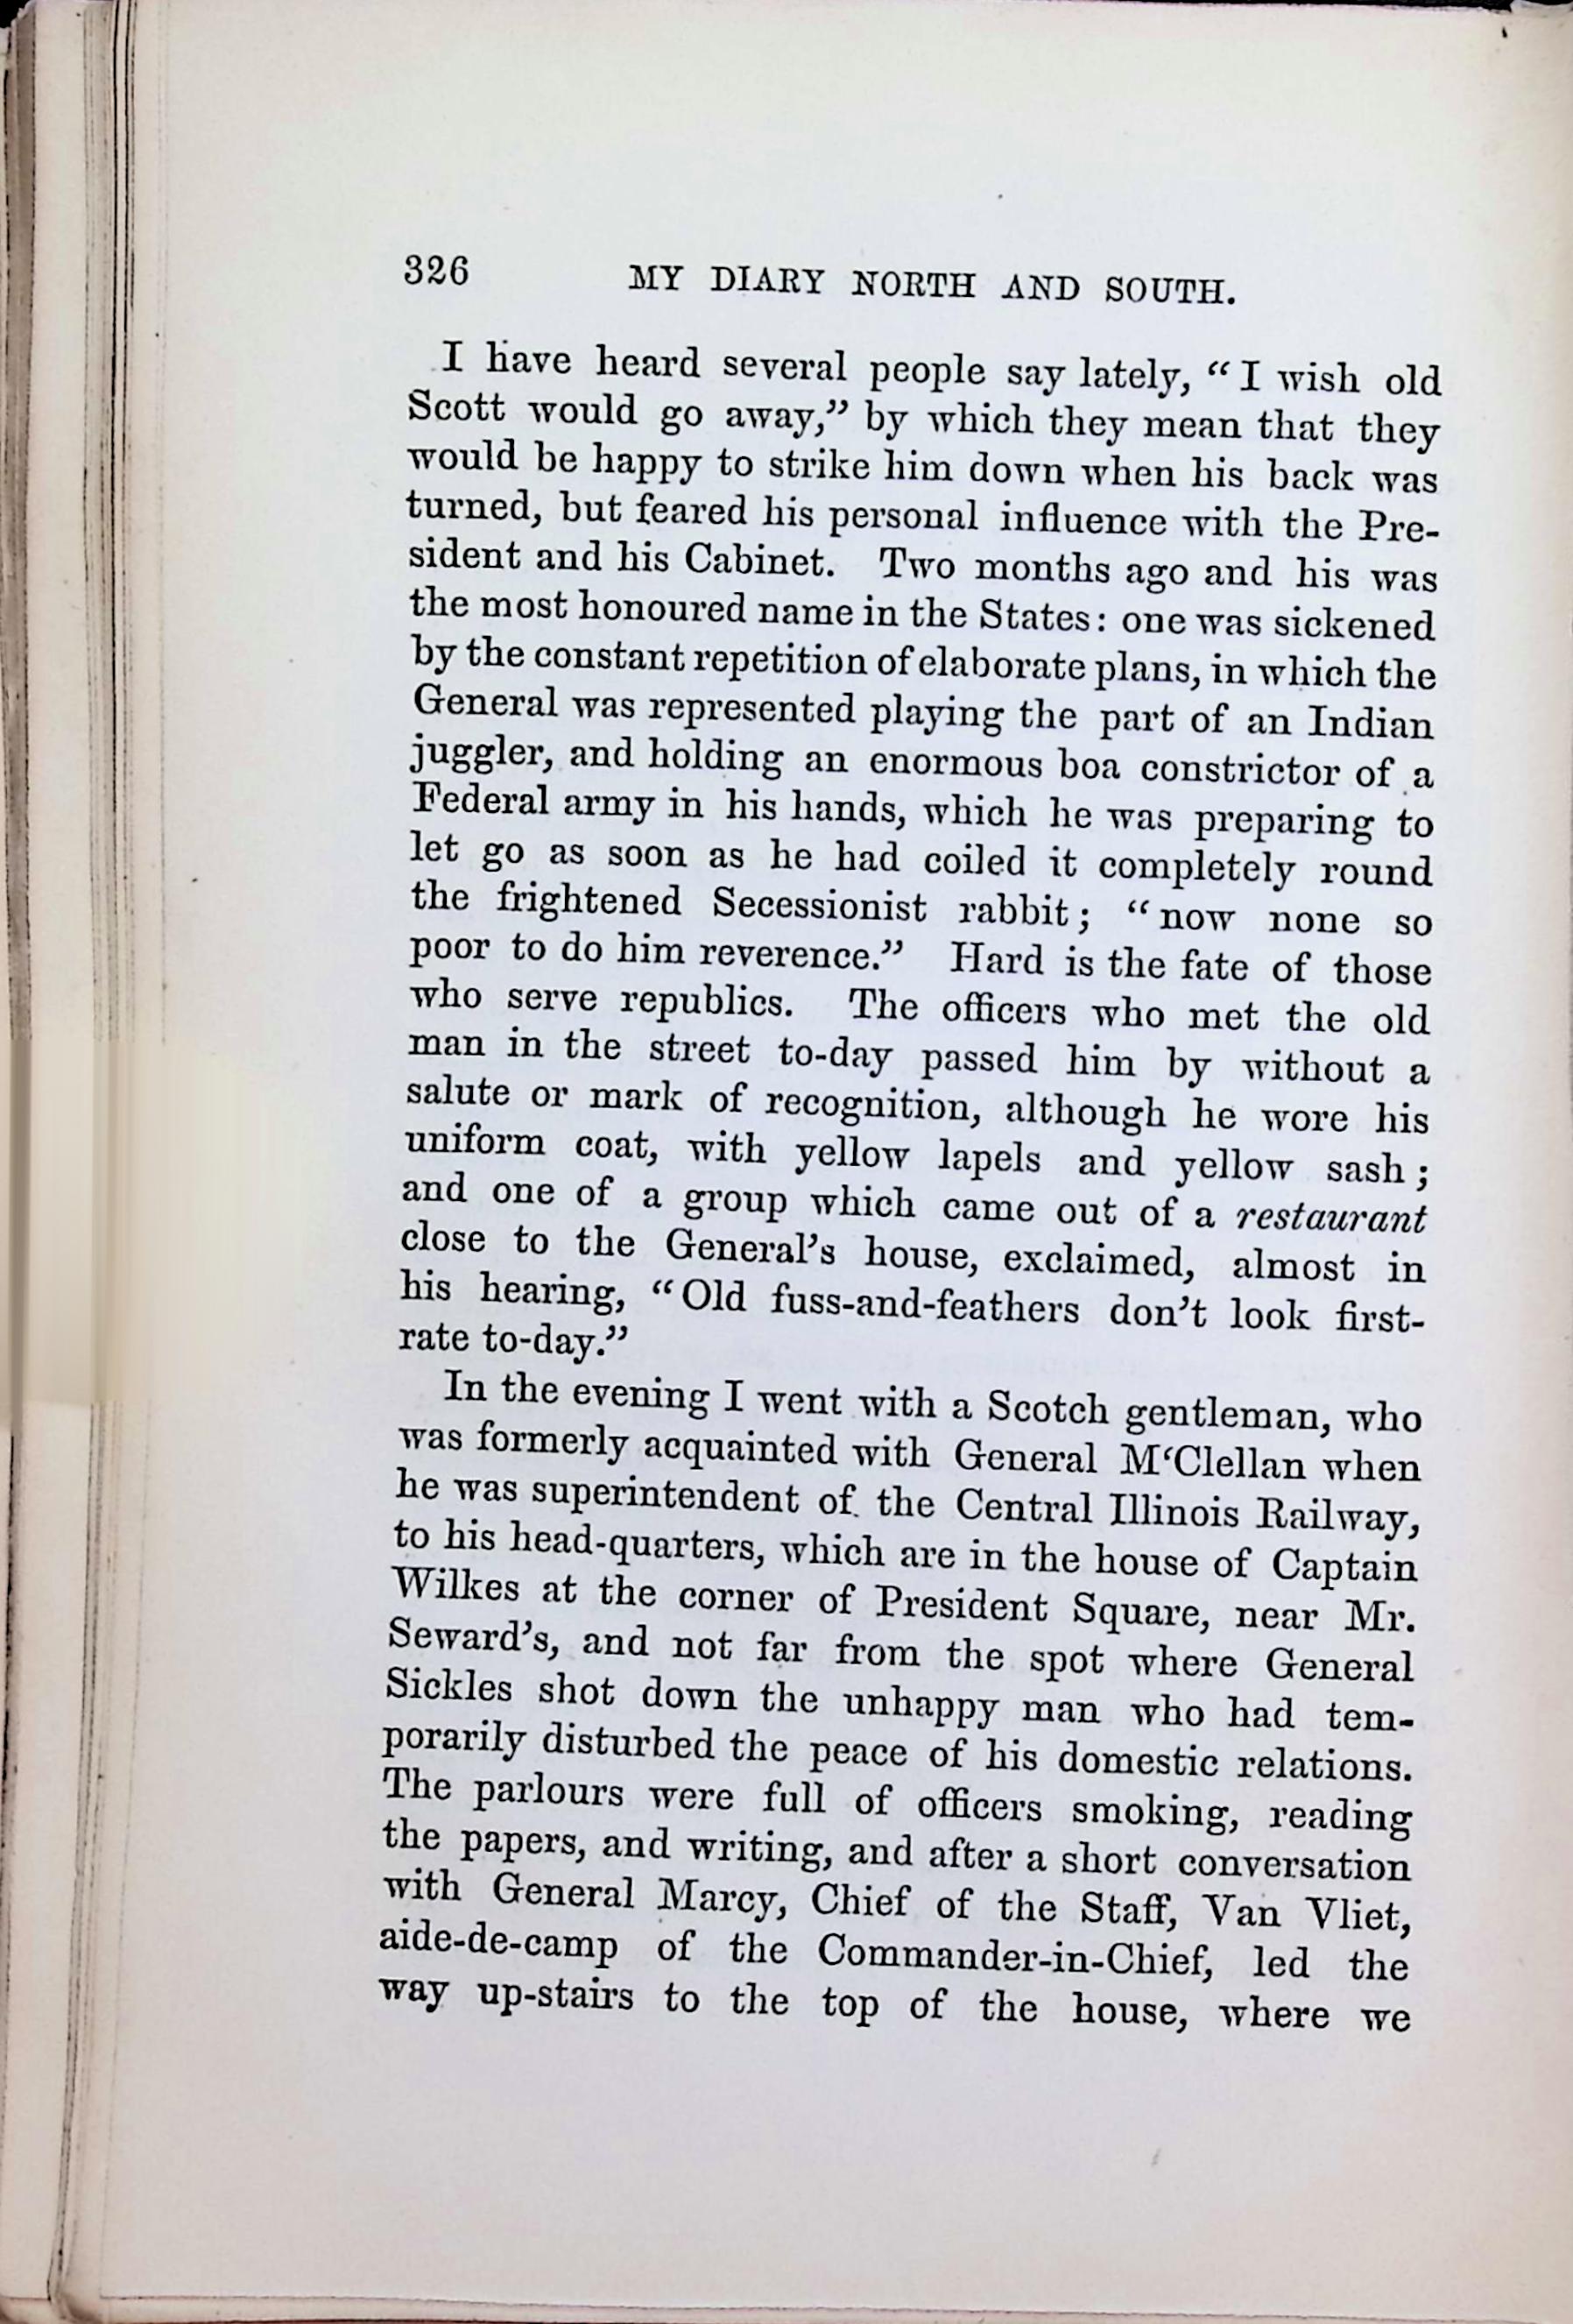 326 MY DIARY NORTH AND SOUTH.
I have heard several people say lately, “I wish old
Scott would go away,” by which they mean that they
would be happy to strike him down when his back was
turned, but feared his personal influence with the Pre-
sident and his Cabinet. Two months ago and his was
the most honoured name in the States: one was sickened
by the constant repetition of elaborate plans, in which the
General was represented playing the part of an Indian
juggler, and holding an enormous boa constrictor of a
Federal army in his hands, which he was preparing to
let go as soon as he had coiled it completely round
the frightened Secessionist rabbit; “now none so
poor to do him reverence.” Hard is the fate of those
who serve republics. The officers who met the old
man in the street to-day passed him by without a
salute or mark of recognition, although he wore his
uniform coat, with yellow lapels and yellow sash;
and one of a group which came out of a restaurant
close to the General’s house, exclaimed, almost in
his hearing, “Old fuss-and-feathers don’t look first-
rate to-day.”
In the evening I went with a Scotch gentleman, who
was formerly acquainted with General M‘Clellan when
he was superintendent of the Central Illinois Railway,
to his head-quarters, which are in the house of Captain
Wilkes at the corner of President Square, near Mr.
Seward’s, and not far from the spot where General
Sickles shot down the unhappy man who had tem-
porarily disturbed the peace of his domestic relations.
The parlours were full of officers smoking, reading
the papers, and writing, and after a short conversation
with General Marcy, Chief of the Staff, Van Vliet,
aide-de-camp of the Commander-in-Chief, led the
way up-stairs to the top of the house, where we